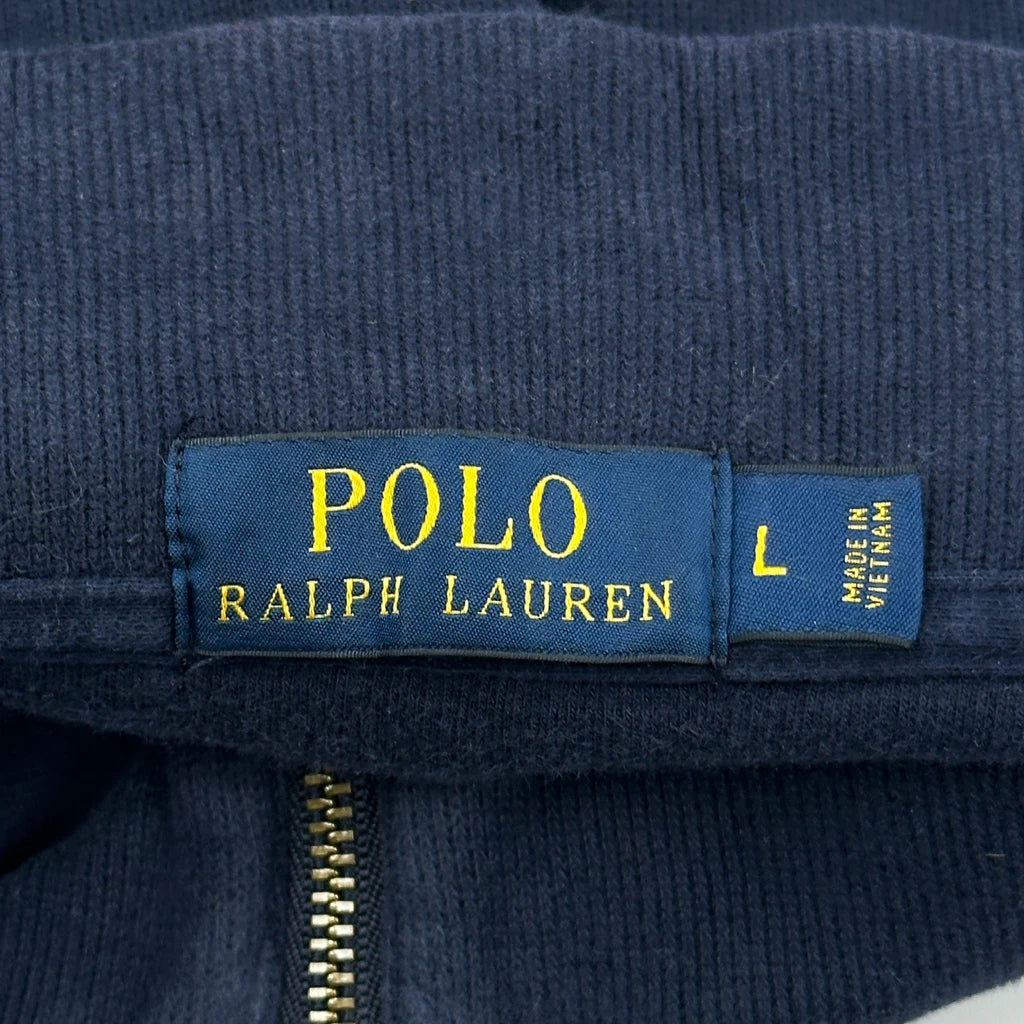 POLO
RALPH LAUREN
L
MADE IN
VIETNAM